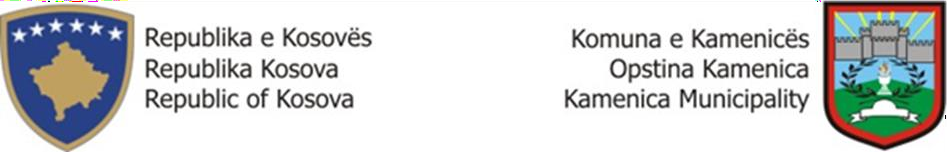 Republika e Kosovës
Republika Kosova
Republic of Kosova
Komuna e Kamenicës
Opstina Kamenica
Kamenica Municipality